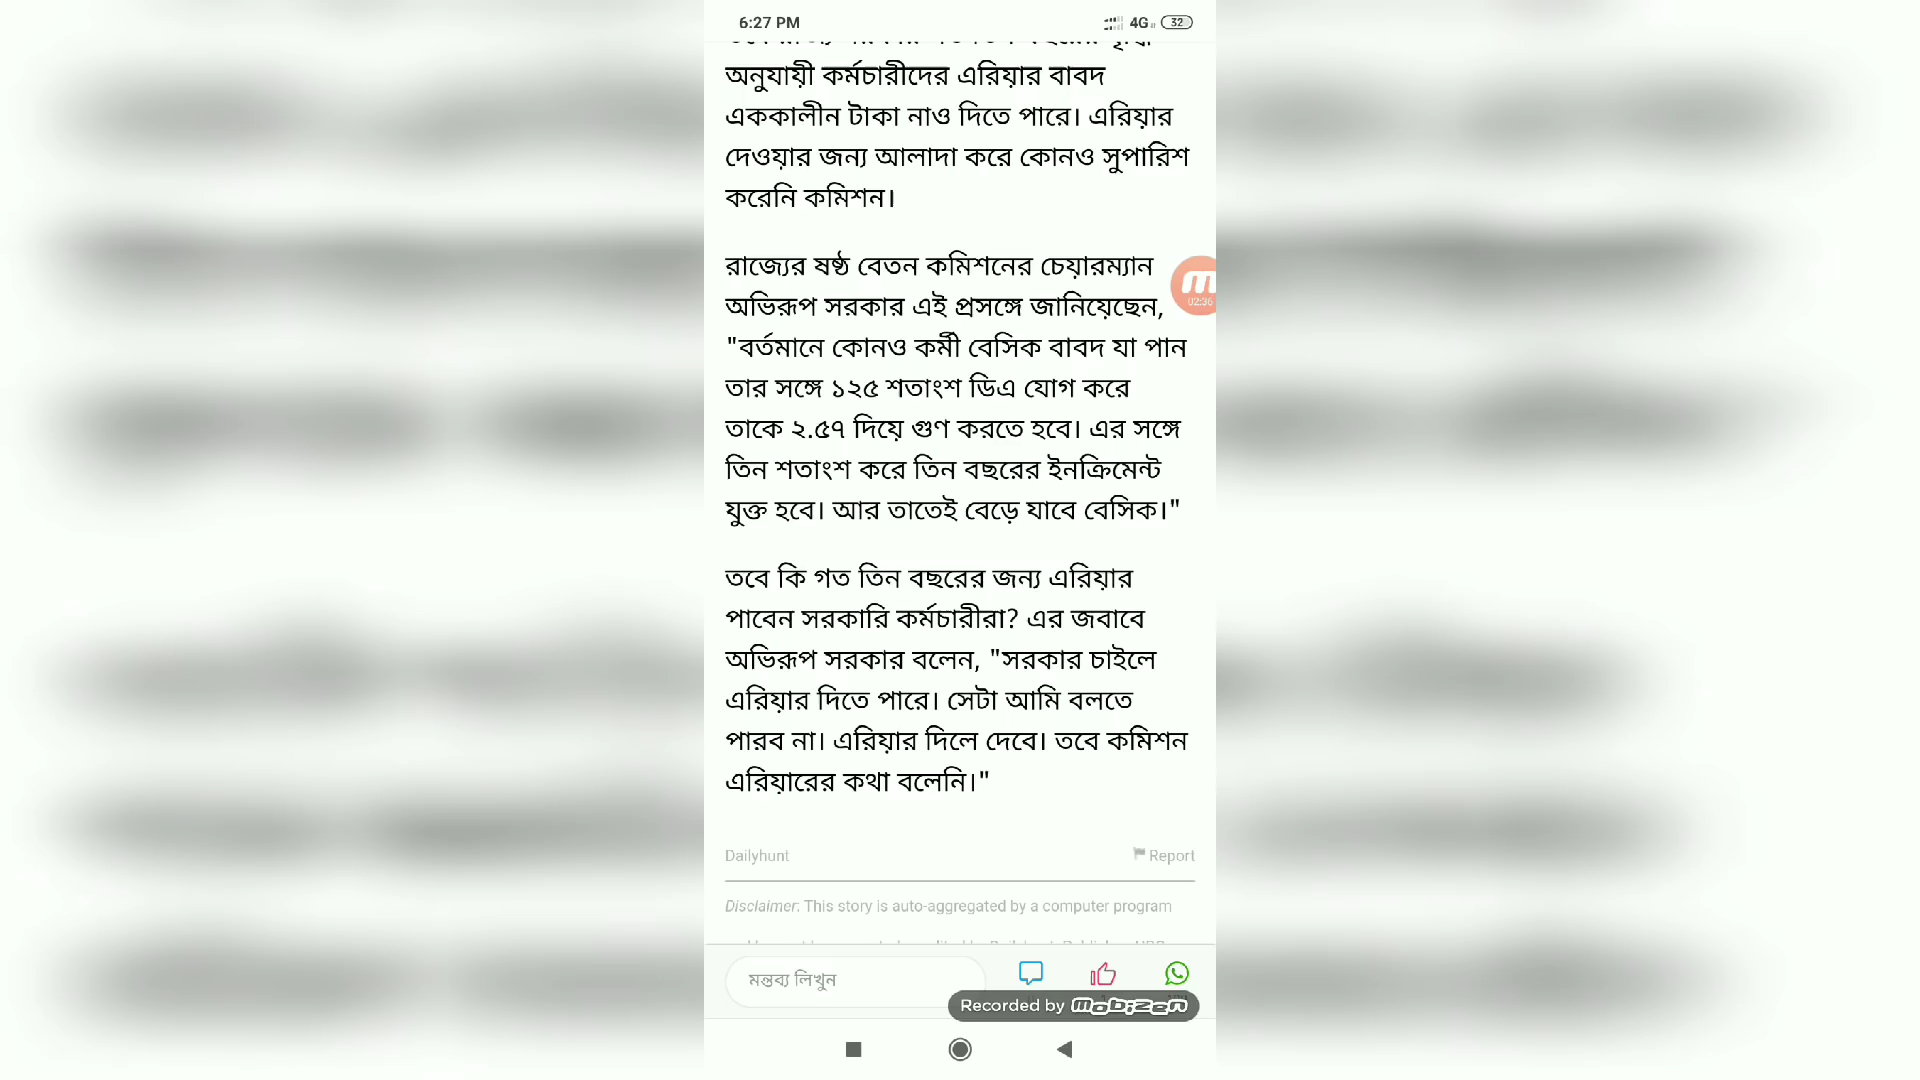 6:27 PM
4G
32
অনুযায়ী কর্মচারীদের এরিয়ার বাবদ
এককালীন টাকা নাও দিতে পারে। এরিয়ার
দেওয়ার জন্য আলাদা করে কোনও সুপারিশ
করেনি কমিশন।
রাজ্যের ষষ্ঠ বেতন কমিশনের চেয়ারম্যান
অভিরূপ সরকার এই প্রসঙ্গে জানিয়েছেন,
"বর্তমানে কোনও কর্মী বেসিক বাবদ যা পান
তার সঙ্গে ১২৫ শতাংশ ডিএ যোগ করে
তাকে ২.৫৭ দিয়ে গুণ করতে হবে। এর সঙ্গে
তিন শতাংশ করে তিন বছরের ইনক্রিমেন্ট
যুক্ত হবে। আর তাতেই বেড়ে যাবে বেসিক।"
02:36
তবে কি গত তিন বছরের জন্য এরিয়ার
পাবেন সরকারি কর্মচারীরা? এর জবাবে
অভিরূপ সরকার বলেন, "সরকার চাইলে
এরিয়ার দিতে পারে। সেটা আমি বলতে
পারব না। এরিয়ার দিলে দেবে। তবে কমিশন
এরিয়ারের কথা বলেনি।"
Dailyhunt
Report
Disclaimer: This story is auto-aggregated by a computer program
মন্তব্য লিখুন
Recorded by mobizen